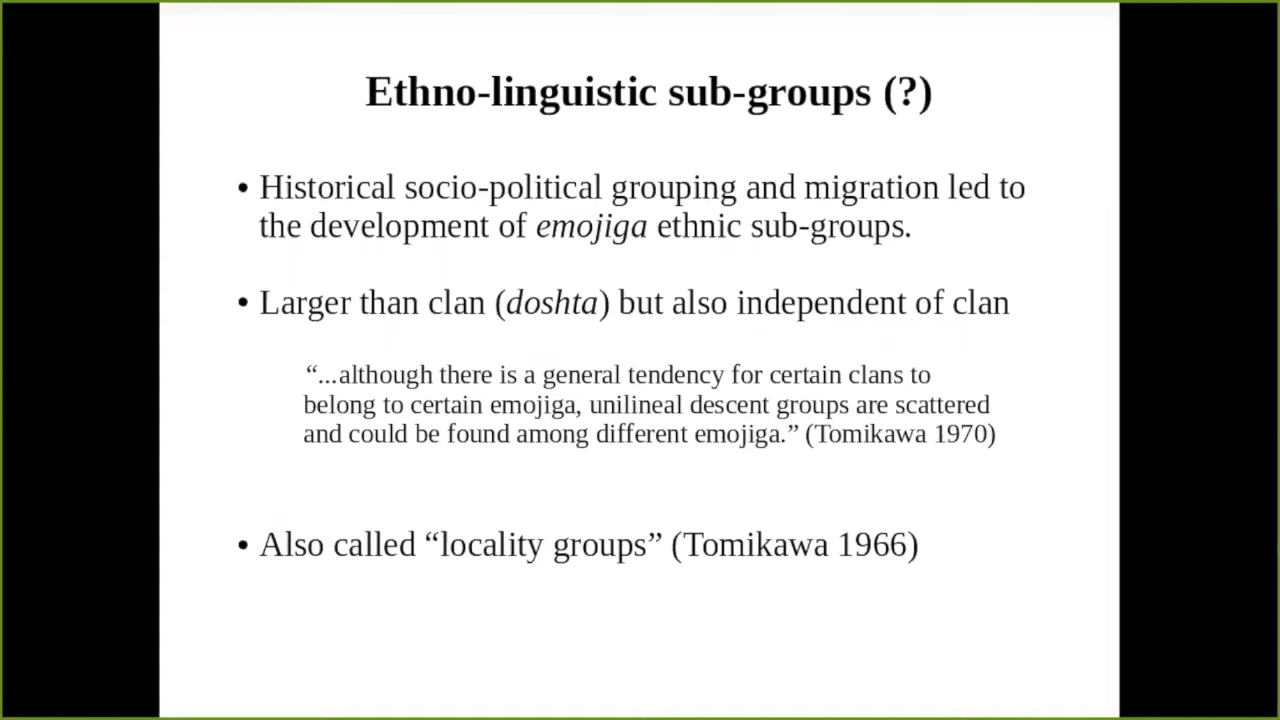 Ethno-linguistic sub-groups (?)
• Historical socio-political grouping and migration led to
the development of emojiga ethnic sub-groups.
• Larger than clan (doshta) but also independent of clan
“...although there is a general tendency for certain clans to
belong to certain emojiga, unilineal descent groups are scattered
and could be found among different emojiga.” (Tomikawa 1970)
• Also called “locality groups” (Tomikawa 1966)